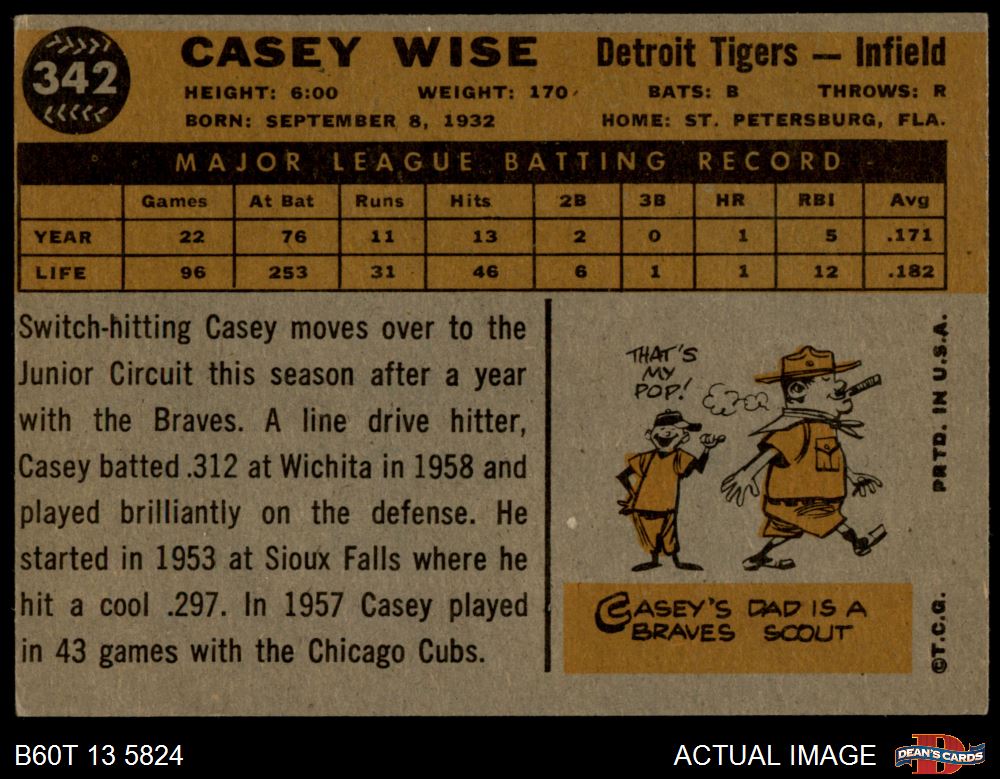 342
CASEY WISE Detroit Tigers — Infield
HEIGHT: 6:00 WEIGHT: 170 BATS: B THROWS: R
BORN: SEPTEMBER 8, 1932 HOME: ST. PETERSBURG, FLA.
MAJOR LEAGUE BATTING RECORD
Games At Bat Runs Hits 2B 3B HR RBI Avg
YEAR 22 76 11 13 2 0 1 5 .171
LIFE 96 253 31 46 6 1 1 12 .182
Switch-hitting Casey moves over to the
Junior Circuit this season after a year
with the Braves. A line drive hitter,
Casey batted .312 at Wichita in 1958 and
played brilliantly on the defense. He
started in 1953 at Sioux Falls where he
hit a cool .297. In 1957 Casey played
in 43 games with the Chicago Cubs.
THAT'S
MY
POP!
CASEY'S DAD IS A
BRAVES SCOUT
©T.C.G. PRTD. IN U.S.A.
B60T 13 5824 ACTUAL IMAGE DEAN'S CARDS